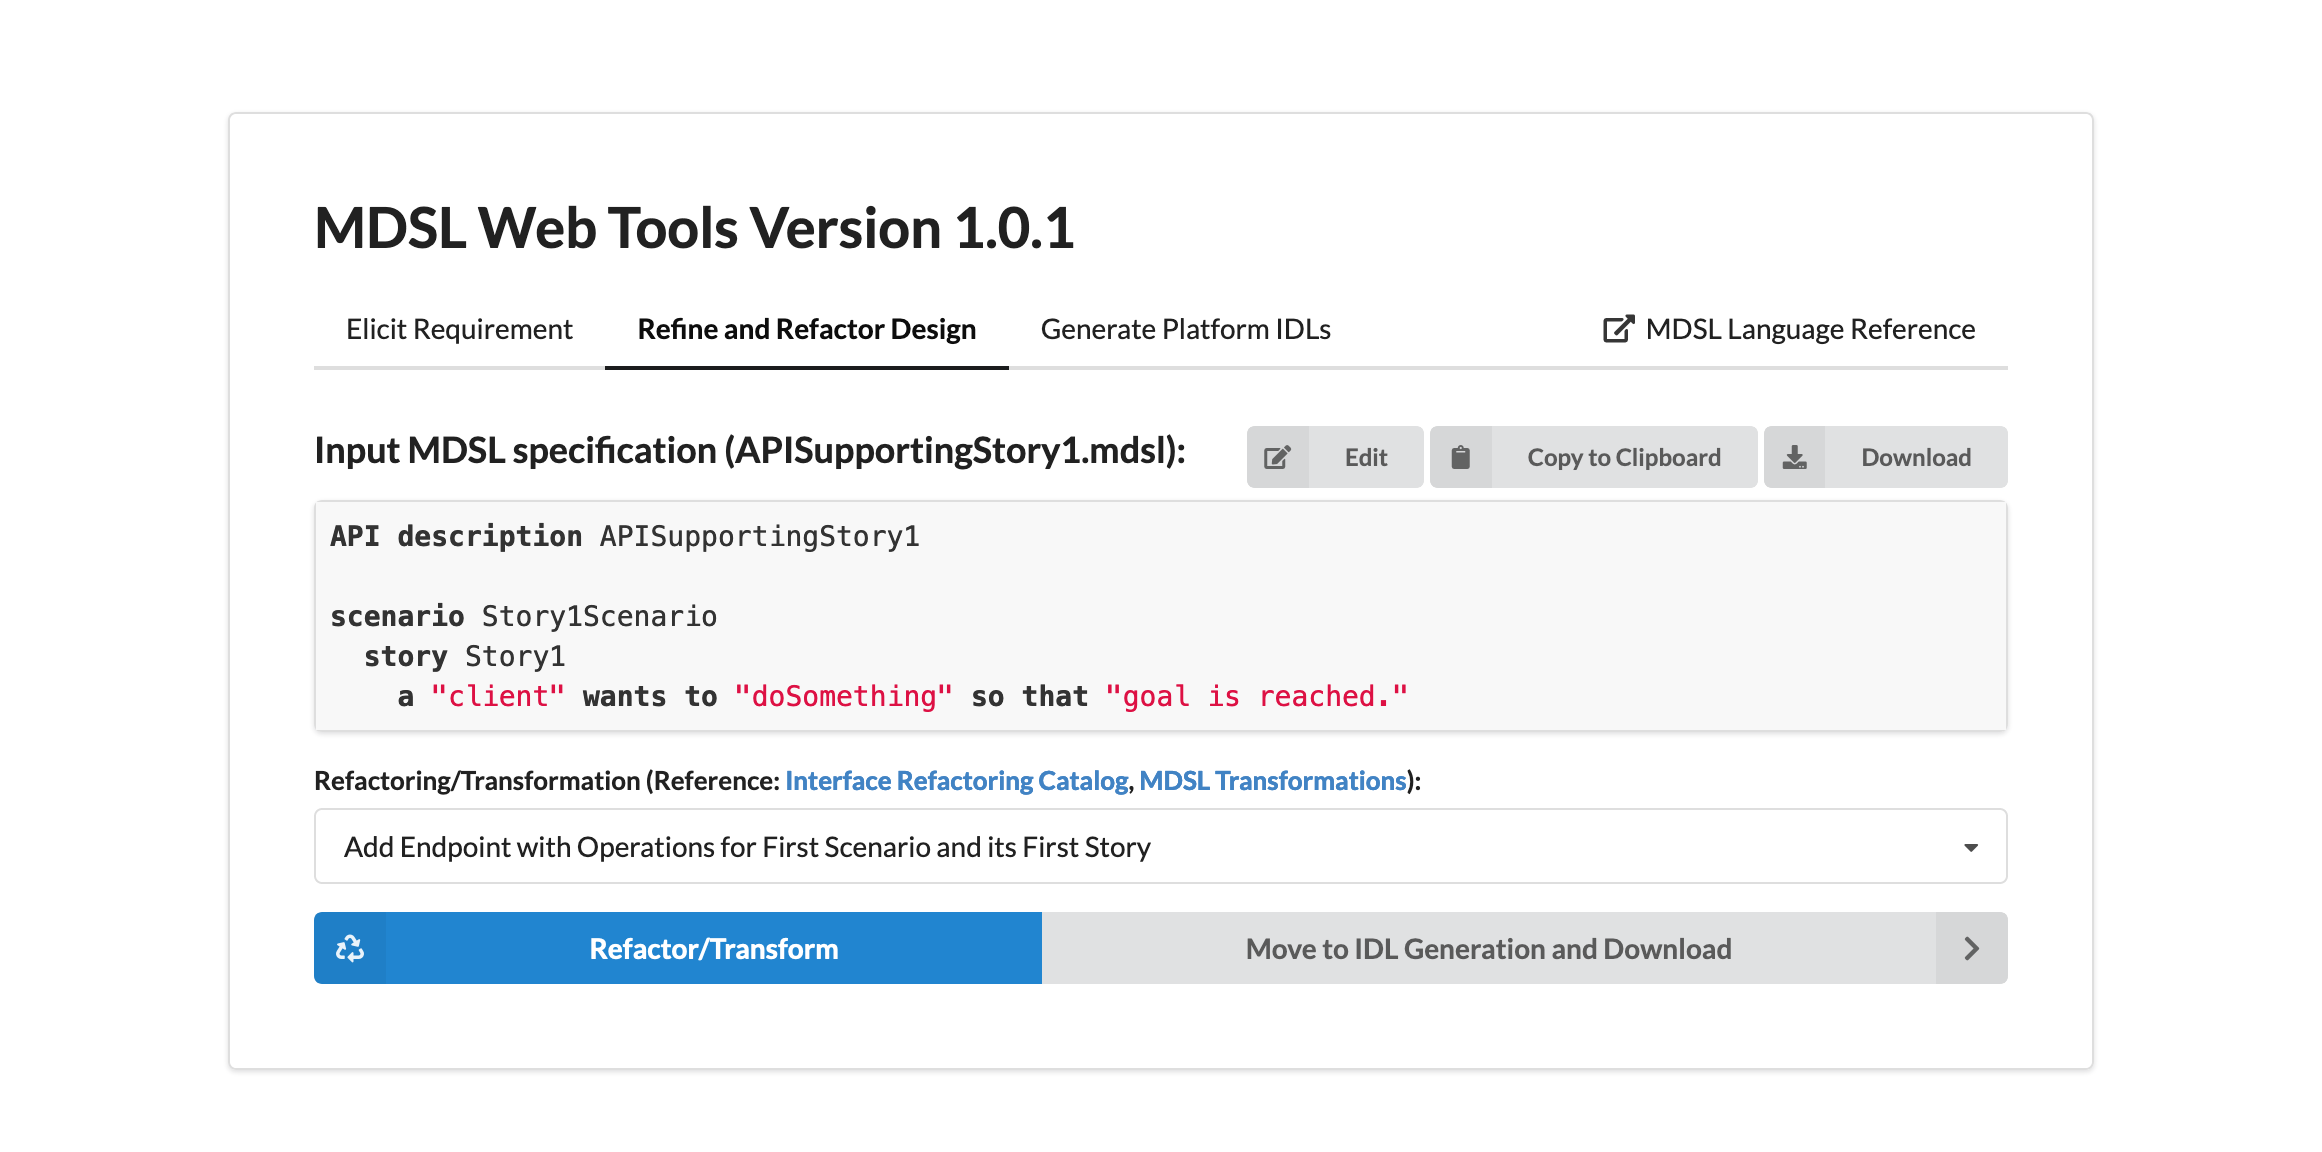 MDSL Web Tools Version 1.0.1
Elicit Requirement Refine and Refactor Design Generate Platform IDLs MDSL Language Reference
Input MDSL specification (APISupportingStory1.mdsl): Edit Copy to Clipboard Download
API description APISupportingStory1
scenario Story1Scenario
story Story1
a "client" wants to "doSomething" so that "goal is reached."
Refactoring/Transformation (Reference: Interface Refactoring Catalog, MDSL Transformations):
Add Endpoint with Operations for First Scenario and its First Story
Refactor/Transform Move to IDL Generation and Download